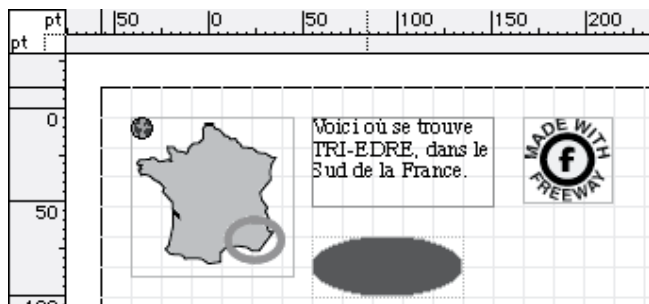 pt 50 0 50 100 150 200
pt
0
50
100
Voici où se trouve
TRI-EDRE, dans le
Sud de la France.
MADE WITH
f
FREEWAY